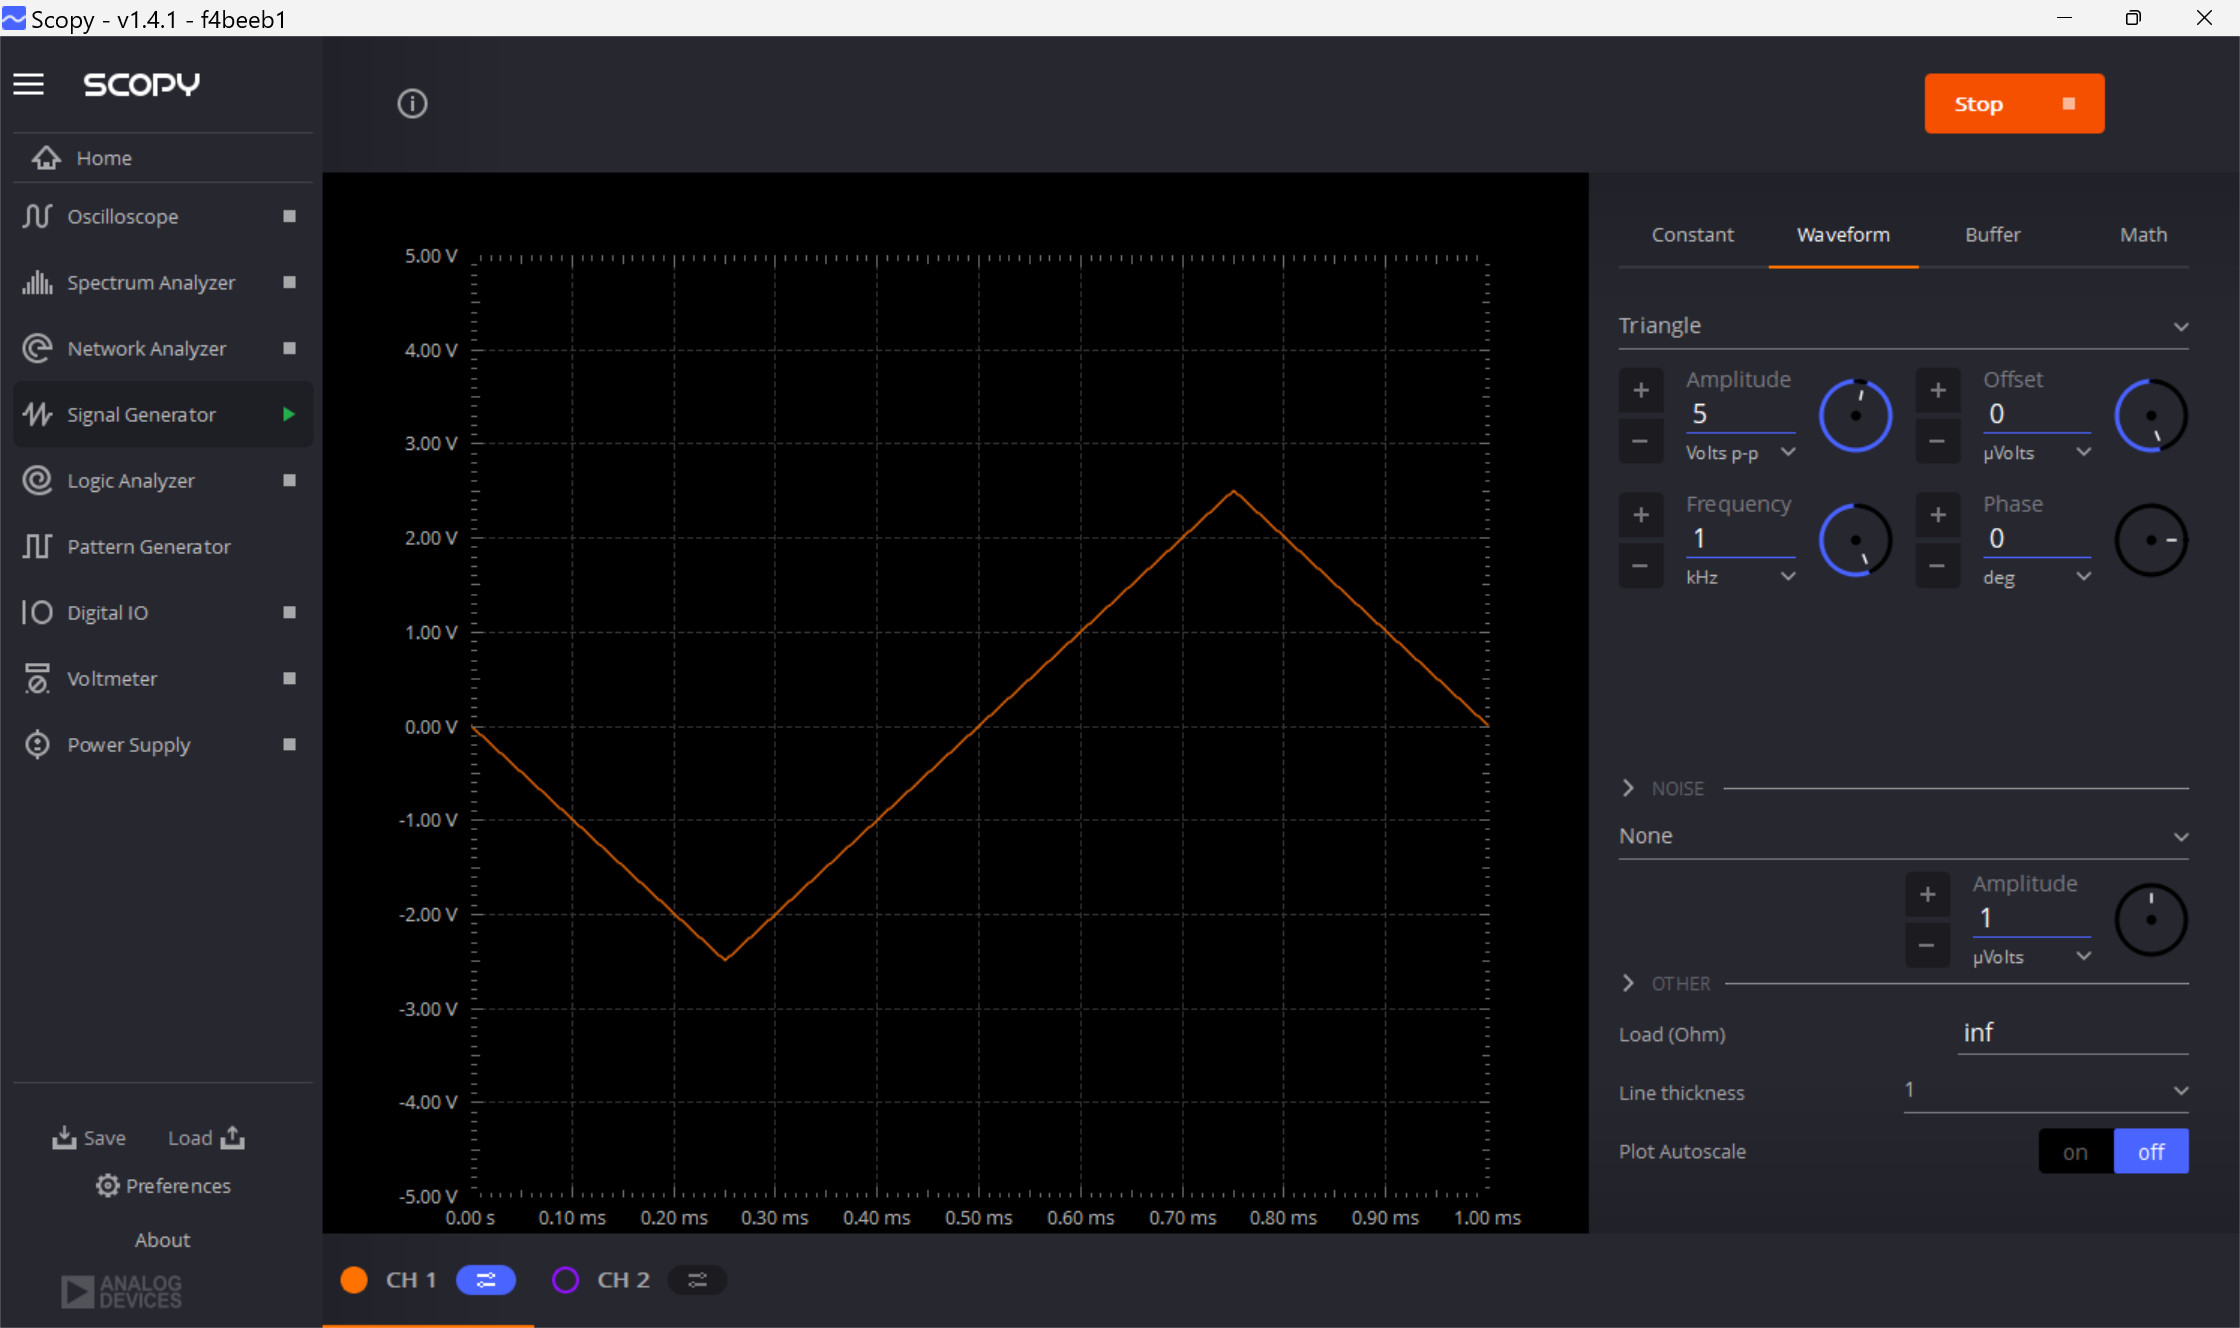 Scopy - v1.4.1 - f4beeb1
SCOPY
Stop
Home
Oscilloscope
Spectrum Analyzer
Network Analyzer
Signal Generator
Logic Analyzer
Pattern Generator
Digital IO
Voltmeter
Power Supply
Save Load
Preferences
About
ANALOG
DEVICES
5.00 V
4.00 V
3.00 V
2.00 V
1.00 V
0.00 V
-1.00 V
-2.00 V
-3.00 V
-4.00 V
-5.00 V
0.00 s 0.10 ms 0.20 ms 0.30 ms 0.40 ms 0.50 ms 0.60 ms 0.70 ms 0.80 ms 0.90 ms 1.00 ms
CH 1 CH 2
Constant Waveform Buffer Math
Triangle
Amplitude Offset
5 0
Volts p-p µVolts
Frequency Phase
1 0
kHz deg
NOISE
None
Amplitude
1
µVolts
OTHER
Load (Ohm) inf
Line thickness 1
Plot Autoscale on off